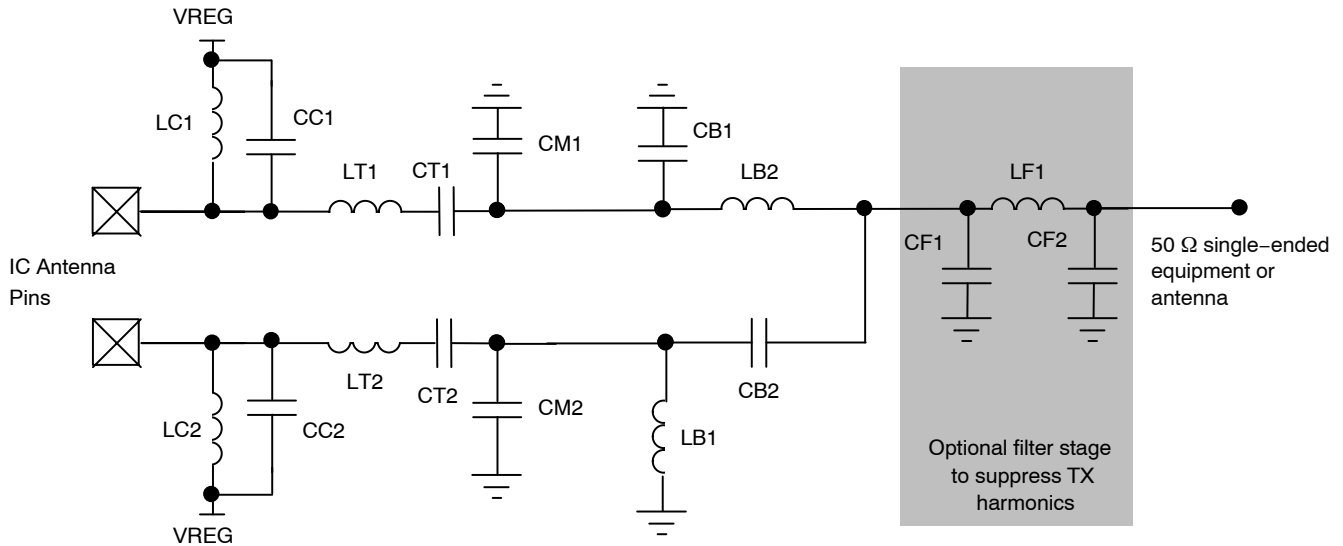 VREG
LC1
CC1
LT1
CT1
CM1
CB1
LB2
LF1
CF1
CF2
50 Ω single−ended
equipment or
antenna
IC Antenna
Pins
LT2
CT2
LC2
CC2
CM2
LB1
CB2
VREG
Optional filter stage
to suppress TX
harmonics